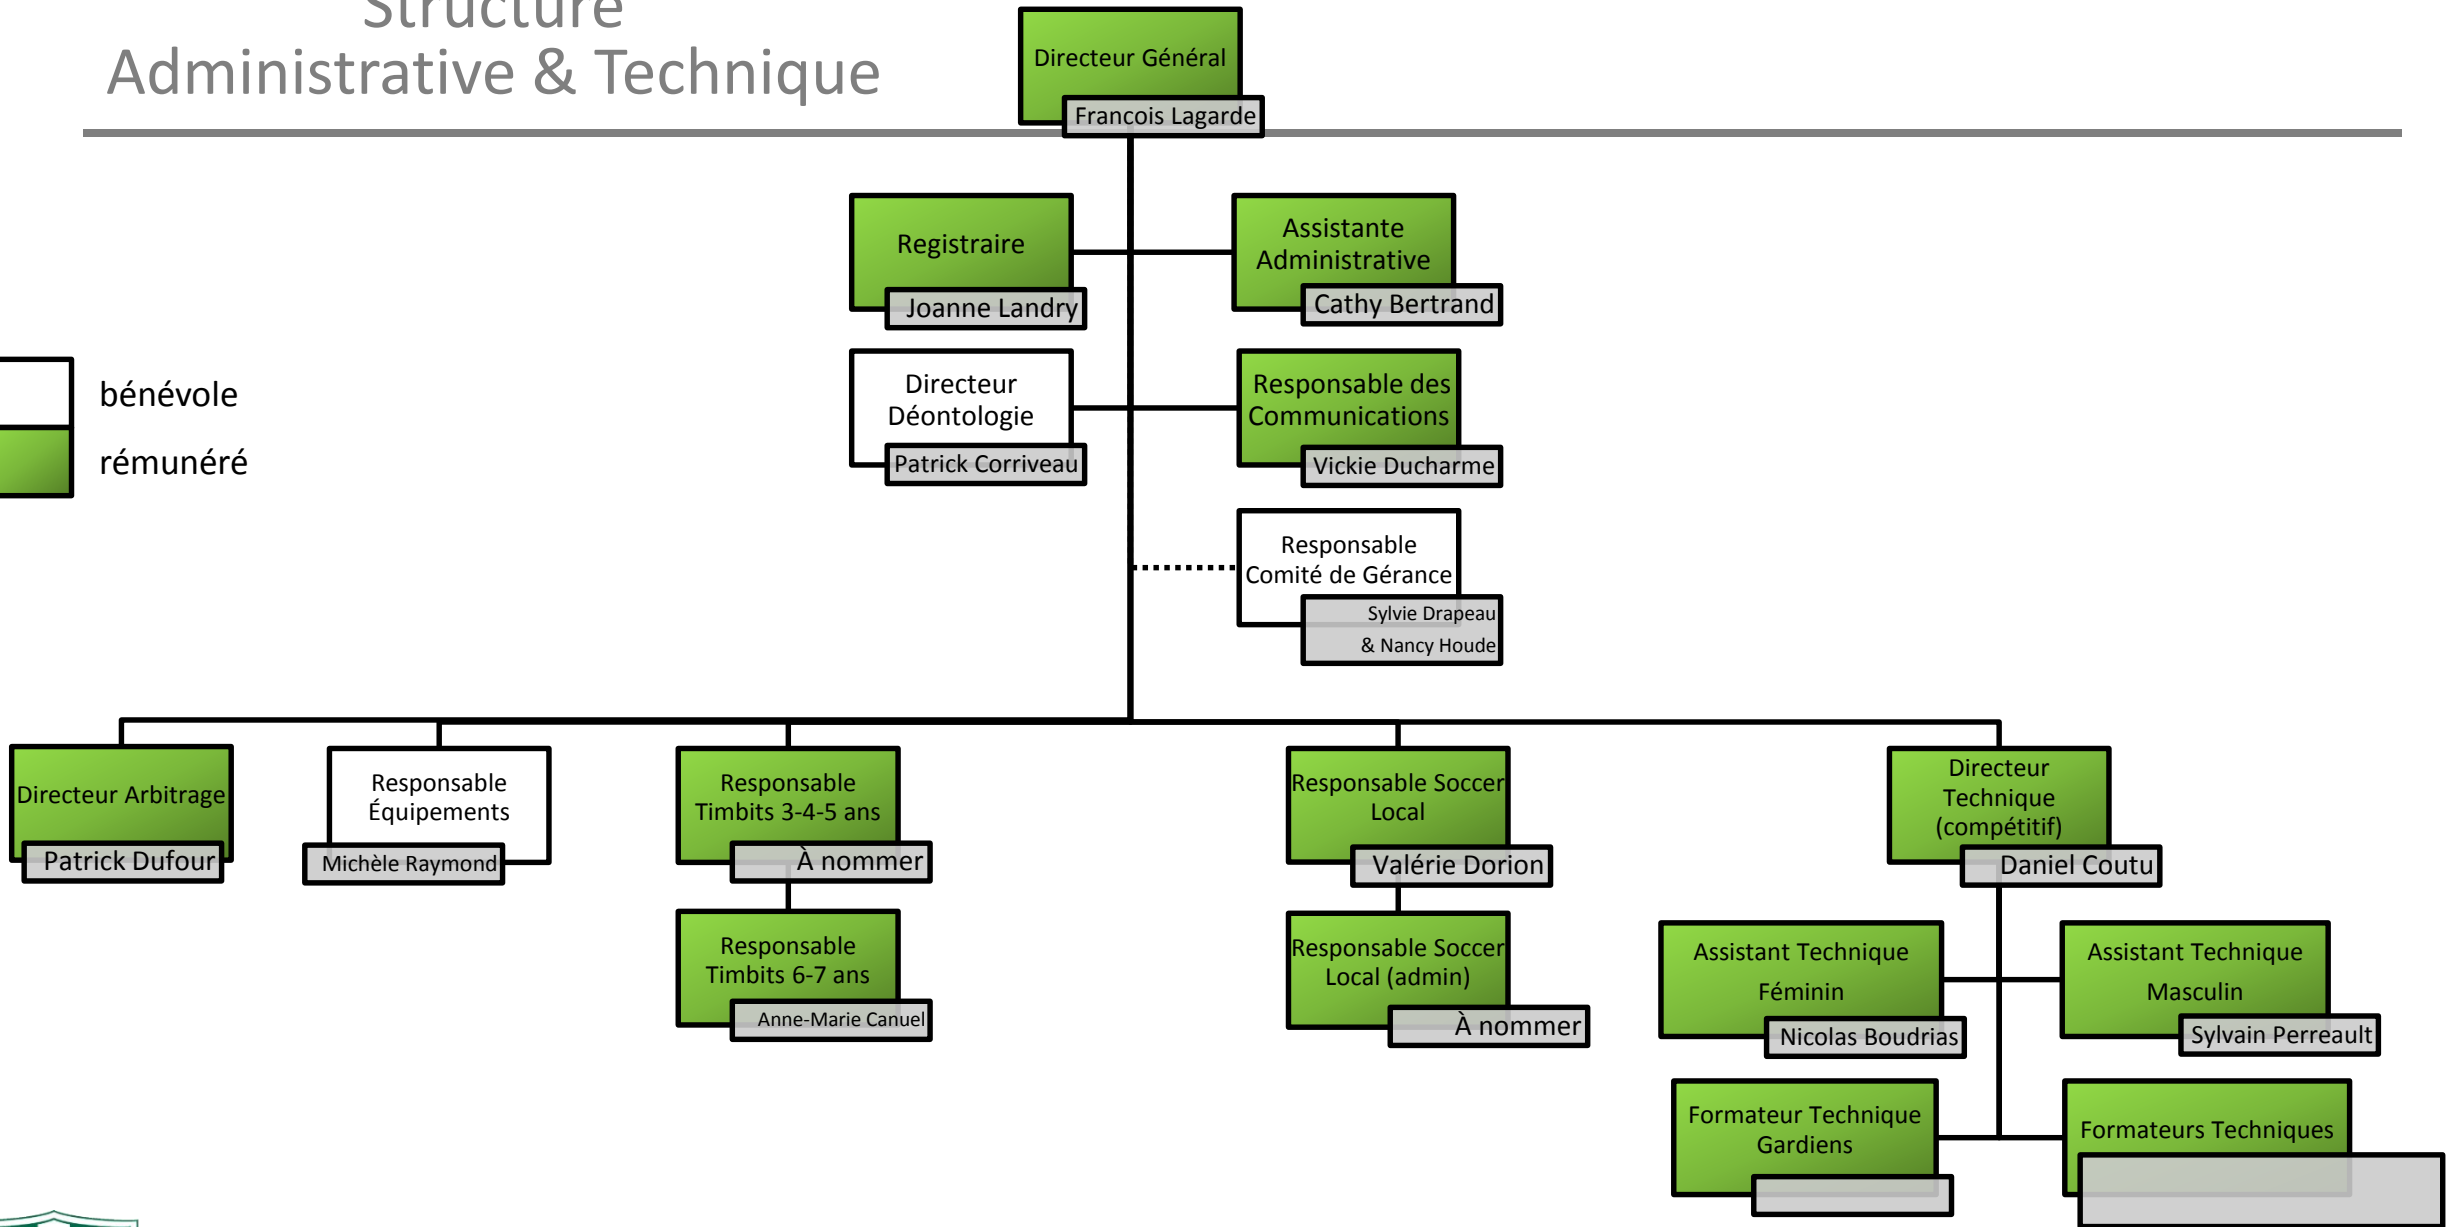 Structure
Administrative & Technique
Directeur Général
Francois Lagarde
Registraire
Joanne Landry
Assistante
Administrative
Cathy Bertrand
bénévole
rémunéré
Directeur
Déontologie
Patrick Corriveau
Responsable des
Communications
Vickie Ducharme
Responsable
Comité de Gérance
Sylvie Drapeau
& Nancy Houde
Directeur Arbitrage
Patrick Dufour
Responsable
Équipements
Michèle Raymond
Responsable
Timbits 3-4-5 ans
À nommer
Responsable
Timbits 6-7 ans
Anne-Marie Canuel
Responsable Soccer
Local
Valérie Dorion
Responsable Soccer
Local (admin)
À nommer
Directeur
Technique
(compétitif)
Daniel Coutu
Assistant Technique
Féminin
Nicolas Boudrias
Assistant Technique
Masculin
Sylvain Perreault
Formateur Technique
Gardiens
Formateurs Techniques